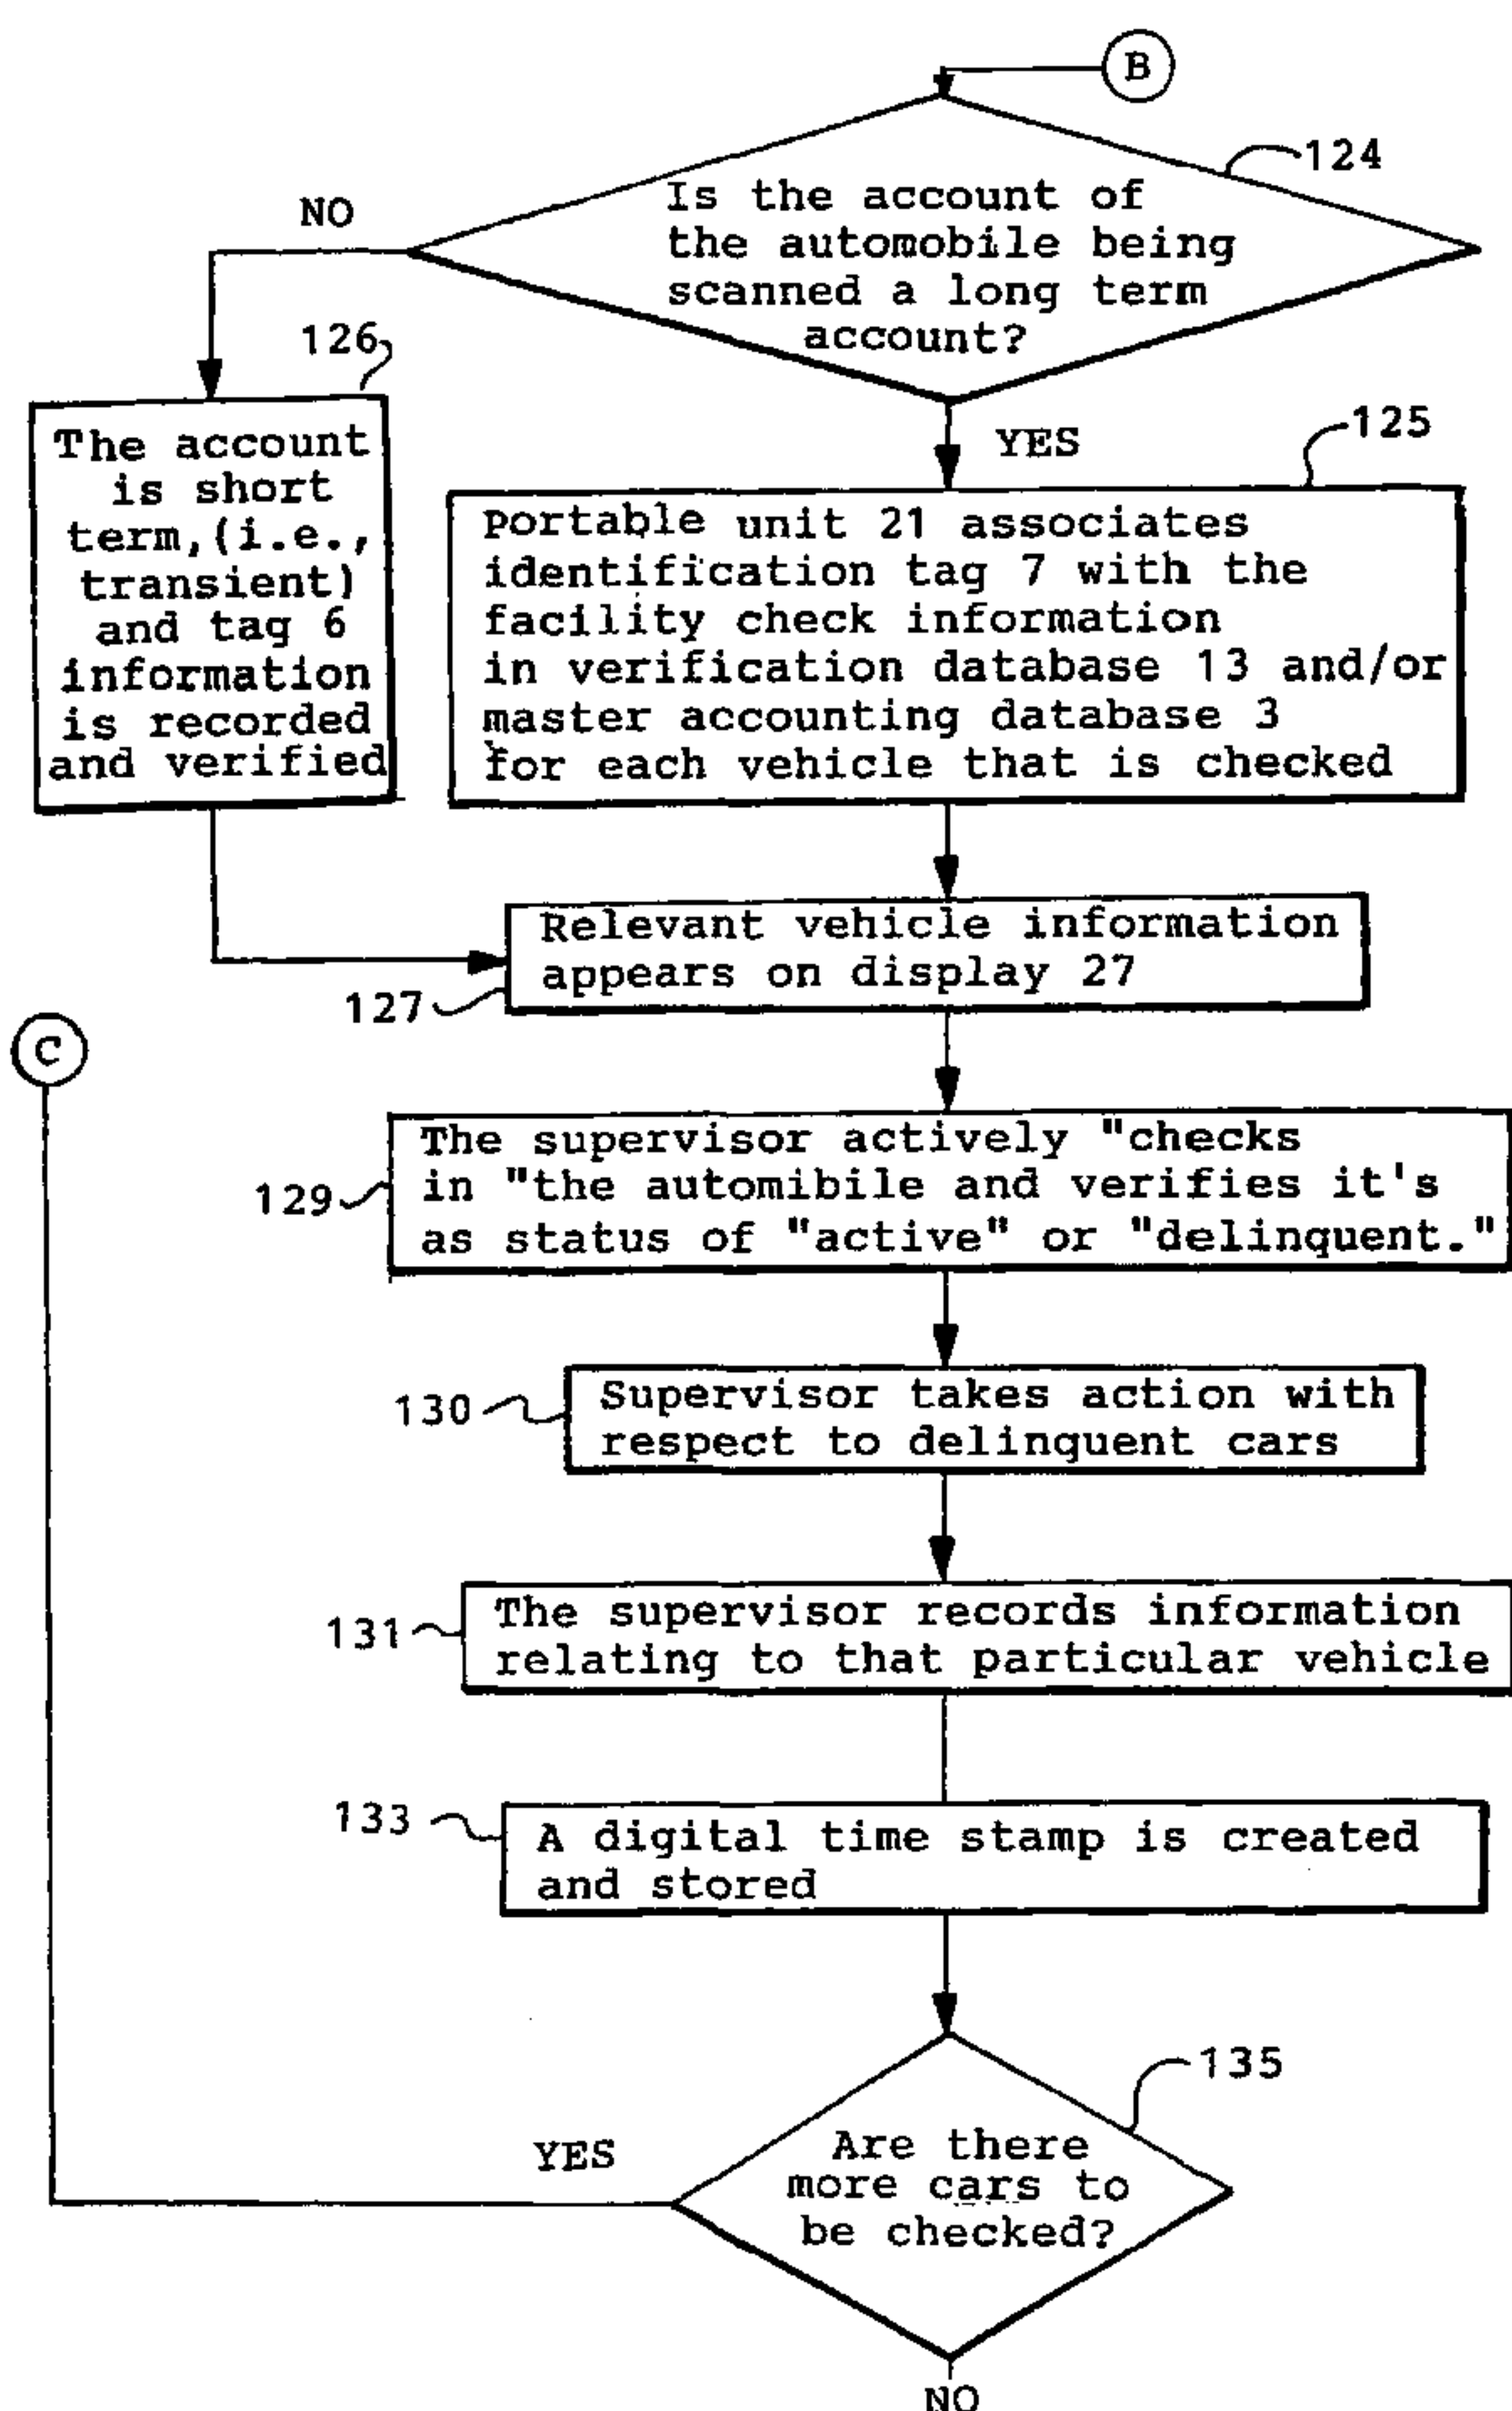 B
124
Is the account of
the automobile being
scanned a long term
account?
NO
YES
126
The account
is short
term,(i.e.,
transient)
and tag 6
information
is recorded
and verified
125
Portable unit 21 associates
identification tag 7 with the
facility check information
in verification database 13 and/or
master accounting database 3
for each vehicle that is checked
Relevant vehicle information
appears on display 27
127
C
The supervisor actively "checks
in "the automibile and verifies it's
as status of "active" or "delinquent."
129
130
Supervisor takes action with
respect to delinquent cars
131
The supervisor records information
relating to that particular vehicle
133
A digital time stamp is created
and stored
135
Are there
more cars to
be checked?
YES
NO